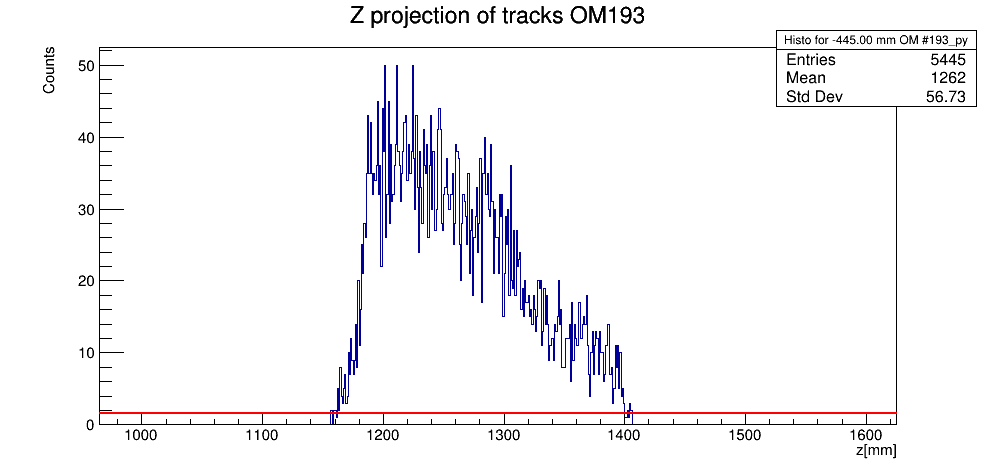 Z projection of tracks OM193
Histo for -445.00 mm OM #193_py
Entries 5445
Mean 1262
Std Dev 56.73
Counts
50
40
30
20
10
0
1000 1100 1200 1300 1400 1500 1600
z[mm]